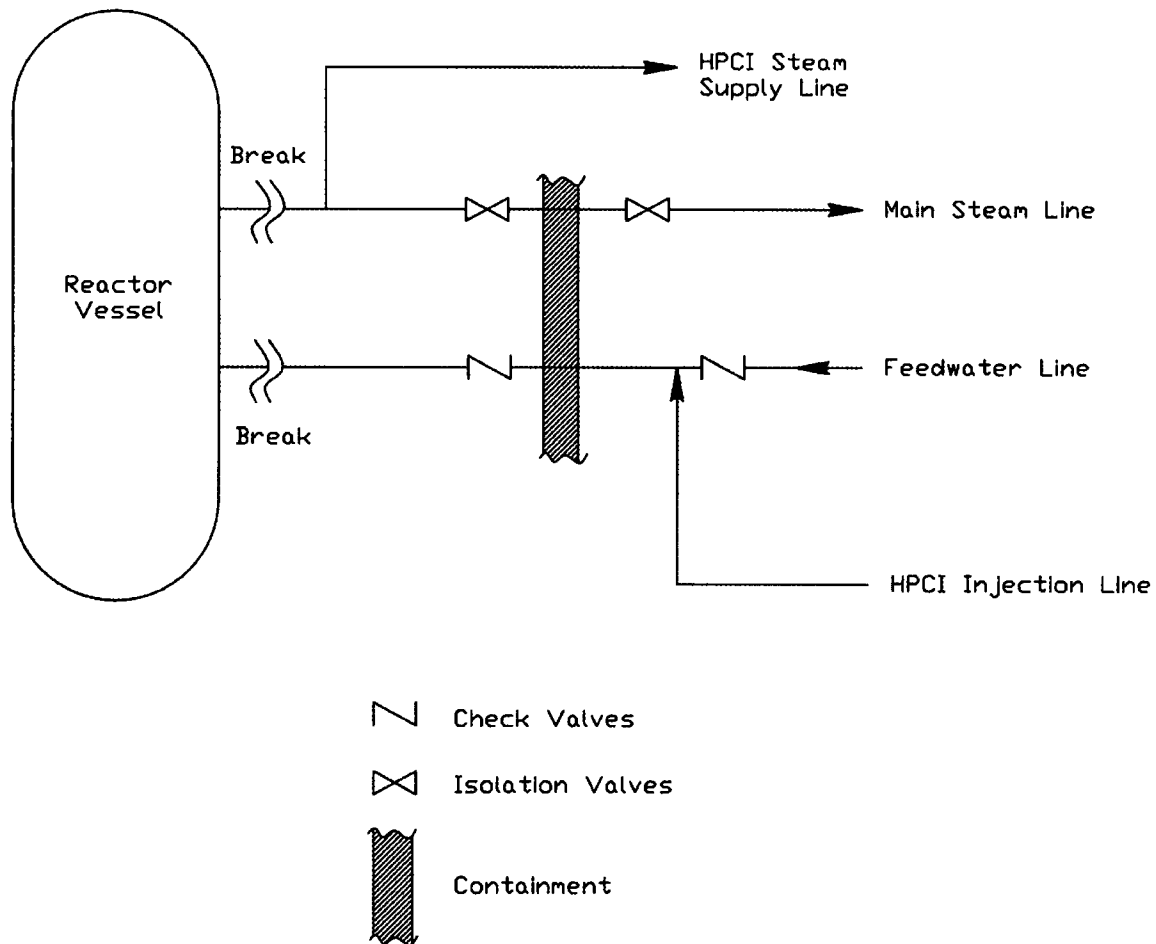 HPCI Steam
Supply Line
Break
Main Steam Line
Reactor
Vessel
Feedwater Line
Break
HPCI Injection Line
Check Valves
Isolation Valves
Containment